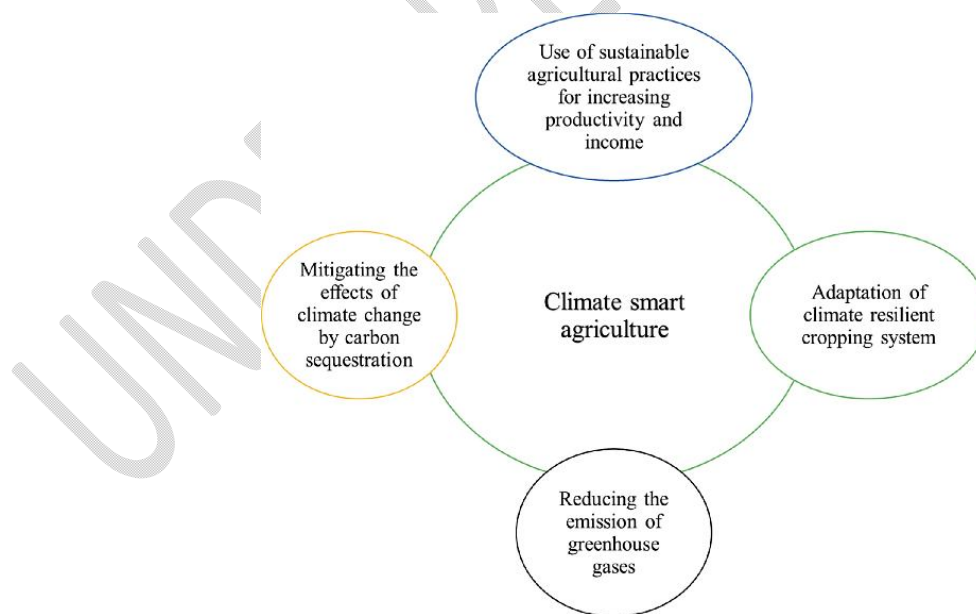 Use of sustainable
agricultural practices
for increasing
productivity and
income
Mitigating the
effects of
climate change
by carbon
sequestration
Climate smart
agriculture
Adaptation of
climate resilient
cropping system
Reducing the
emission of
greenhouse
gases